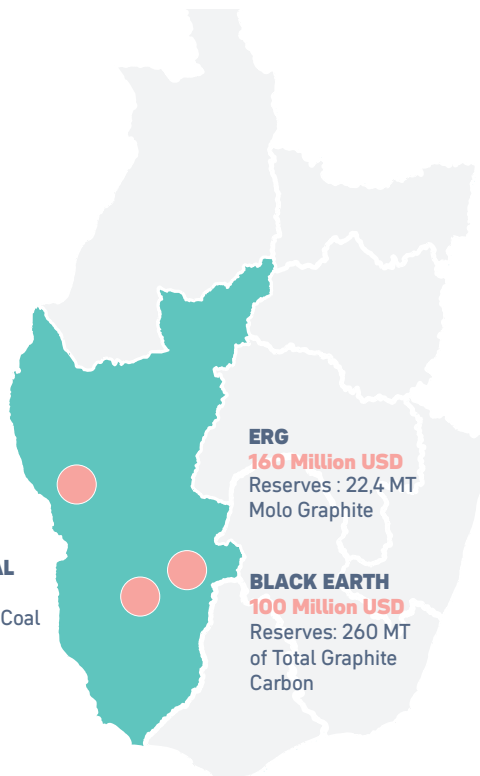 ERG
160 Million USD
Reserves : 22,4 MT
Molo Graphite
AL
Coal
BLACK EARTH
100 Million USD
Reserves: 260 MT
of Total Graphite
Carbon